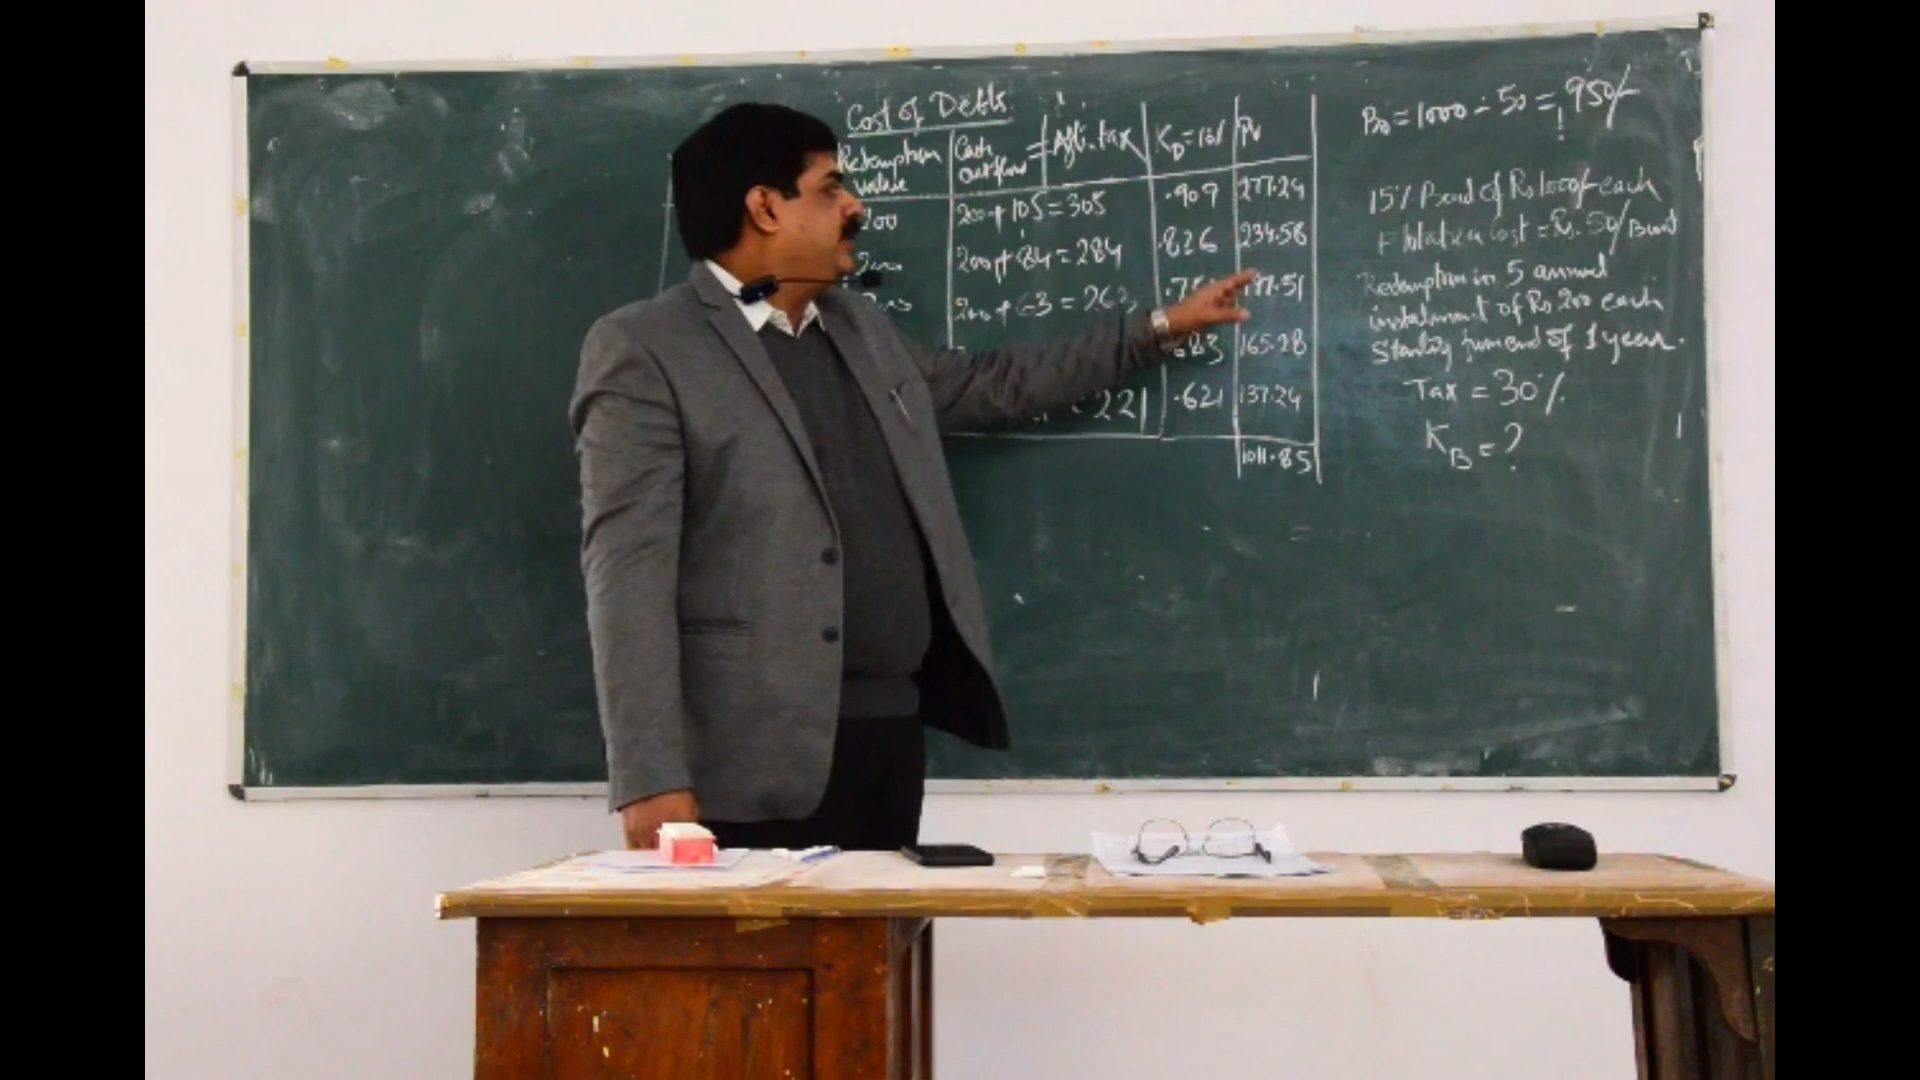 Cost of Debts
Redemption value | Cash outflow = Aft. tax | KD = 10% | PV
200 | 200 + 105 = 305 | .909 | 277.24
200 | 200 + 84 = 284 | .826 | 234.58
200 + 63 = 263
.683 | 165.28
= 221 | .621 | 137.24
1011.85
B0 = 1000 - 50 = 950/-
15% Bond of Rs 1000/- each
Flotation Cost = Rs. 50/Bond
Redemption in 5 annual
instalment of Rs 200 each
Starting from end of 1 year.
Tax = 30%.
KB = ?